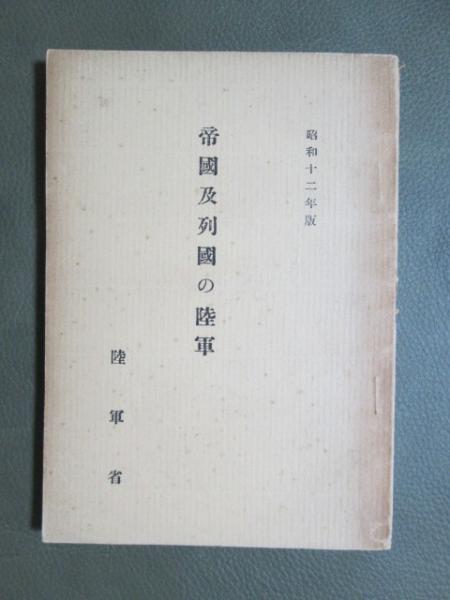 昭和十二年版
帝國及列國の陸軍
陸軍省